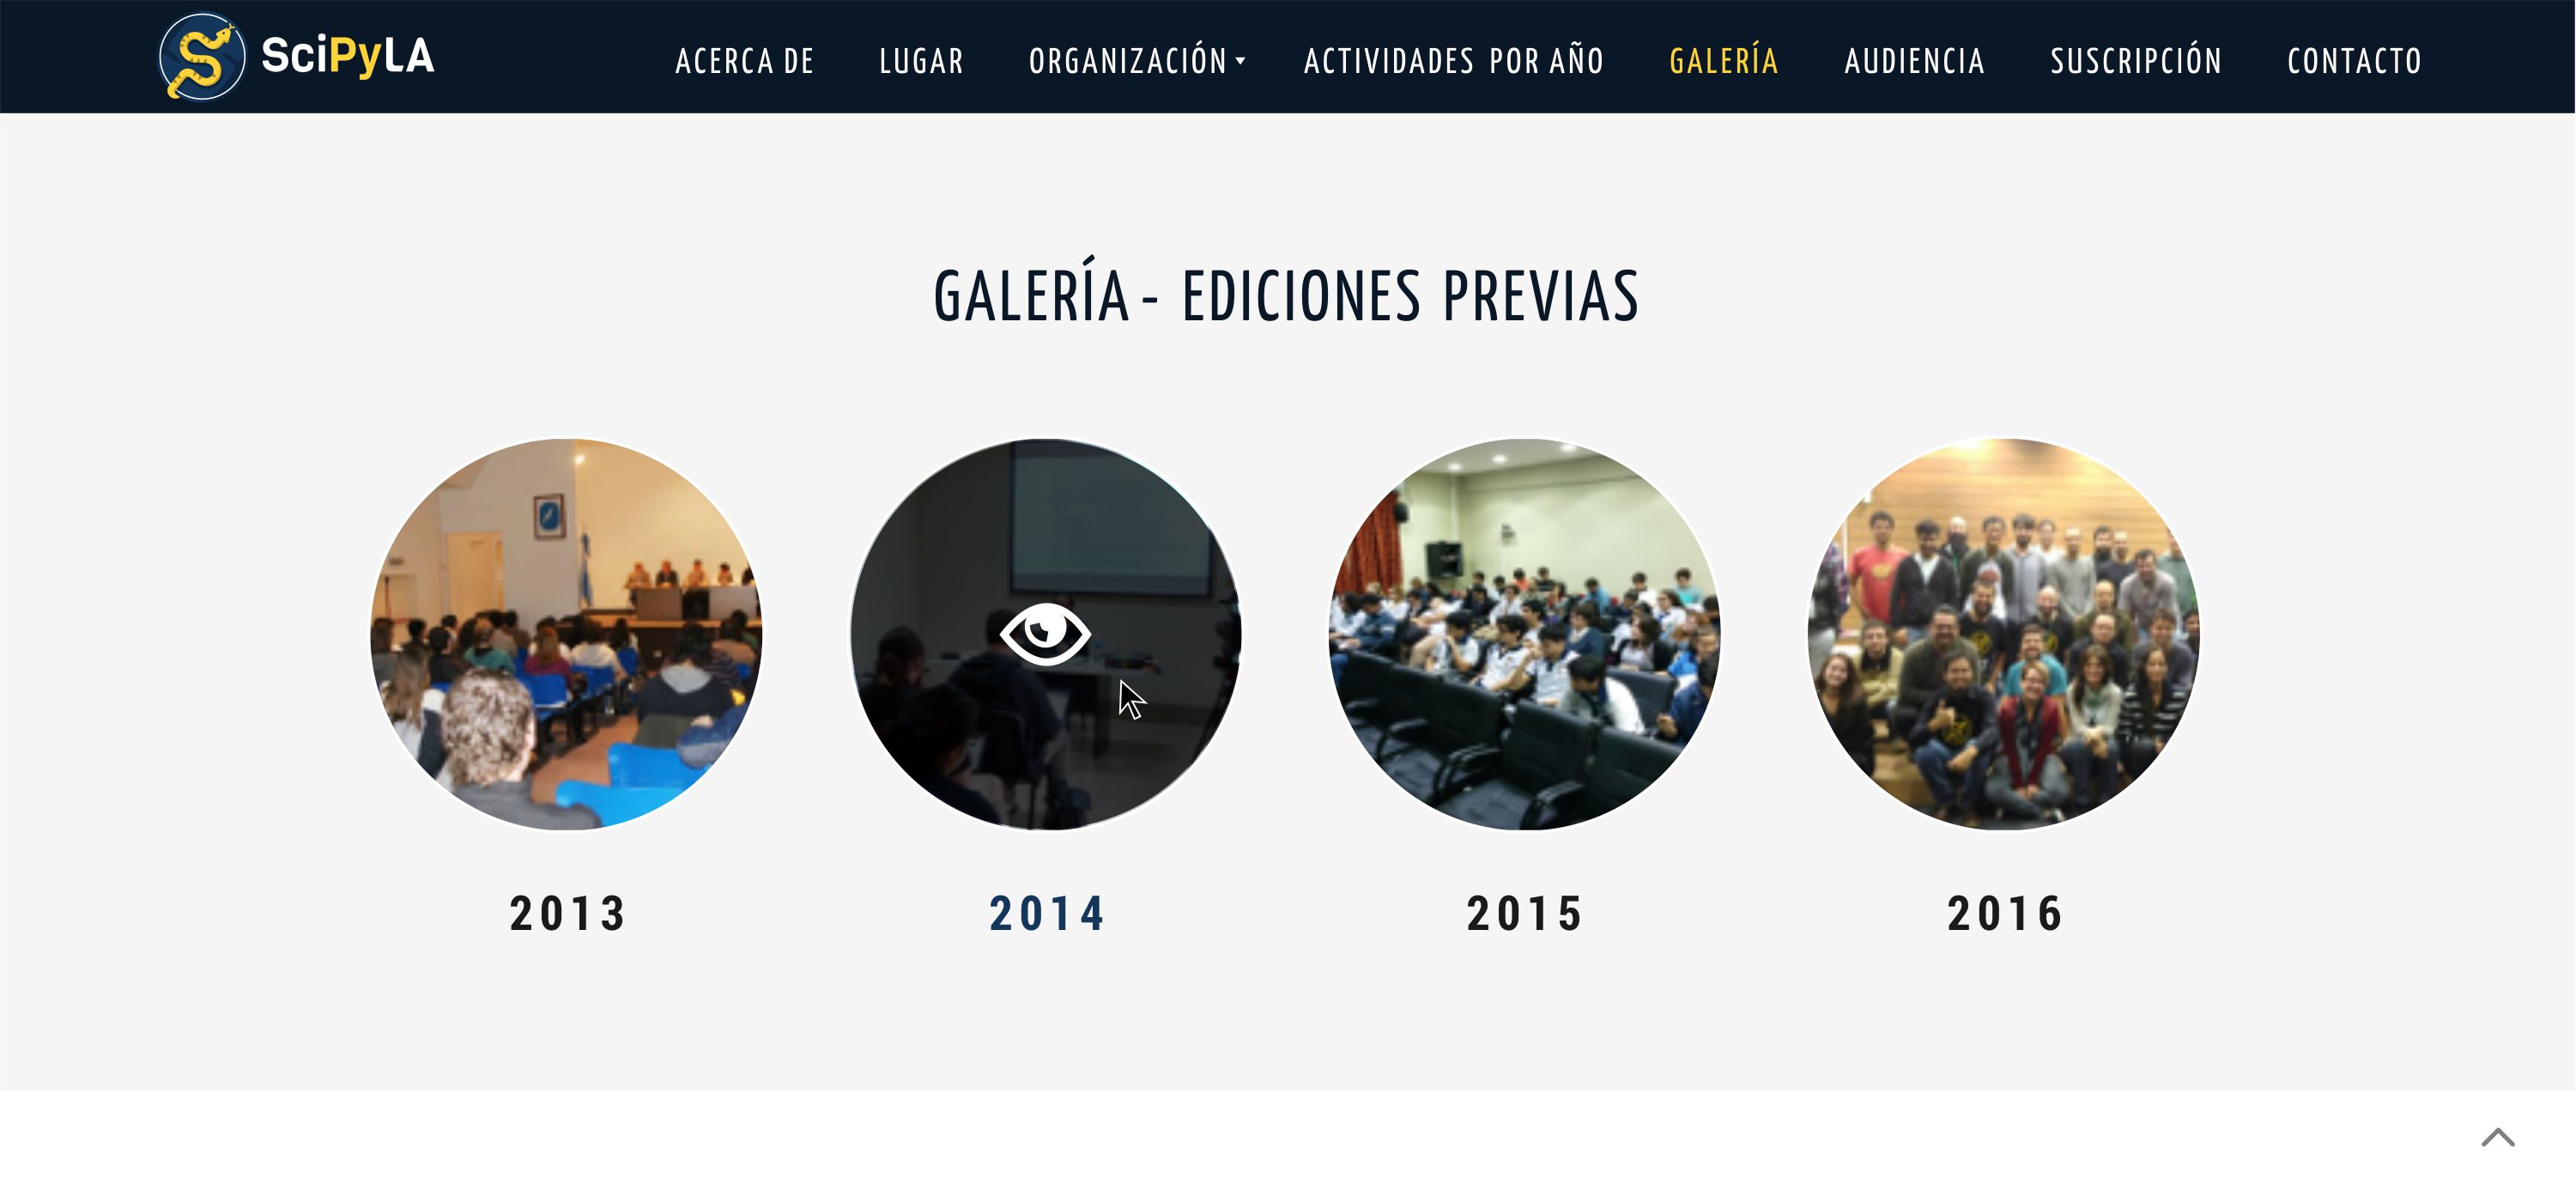 SciPyLA
ACERCA DE LUGAR ORGANIZACIÓN ACTIVIDADES POR AÑO GALERÍA AUDIENCIA SUSCRIPCIÓN CONTACTO
GALERÍA - EDICIONES PREVIAS
2013 2014 2015 2016